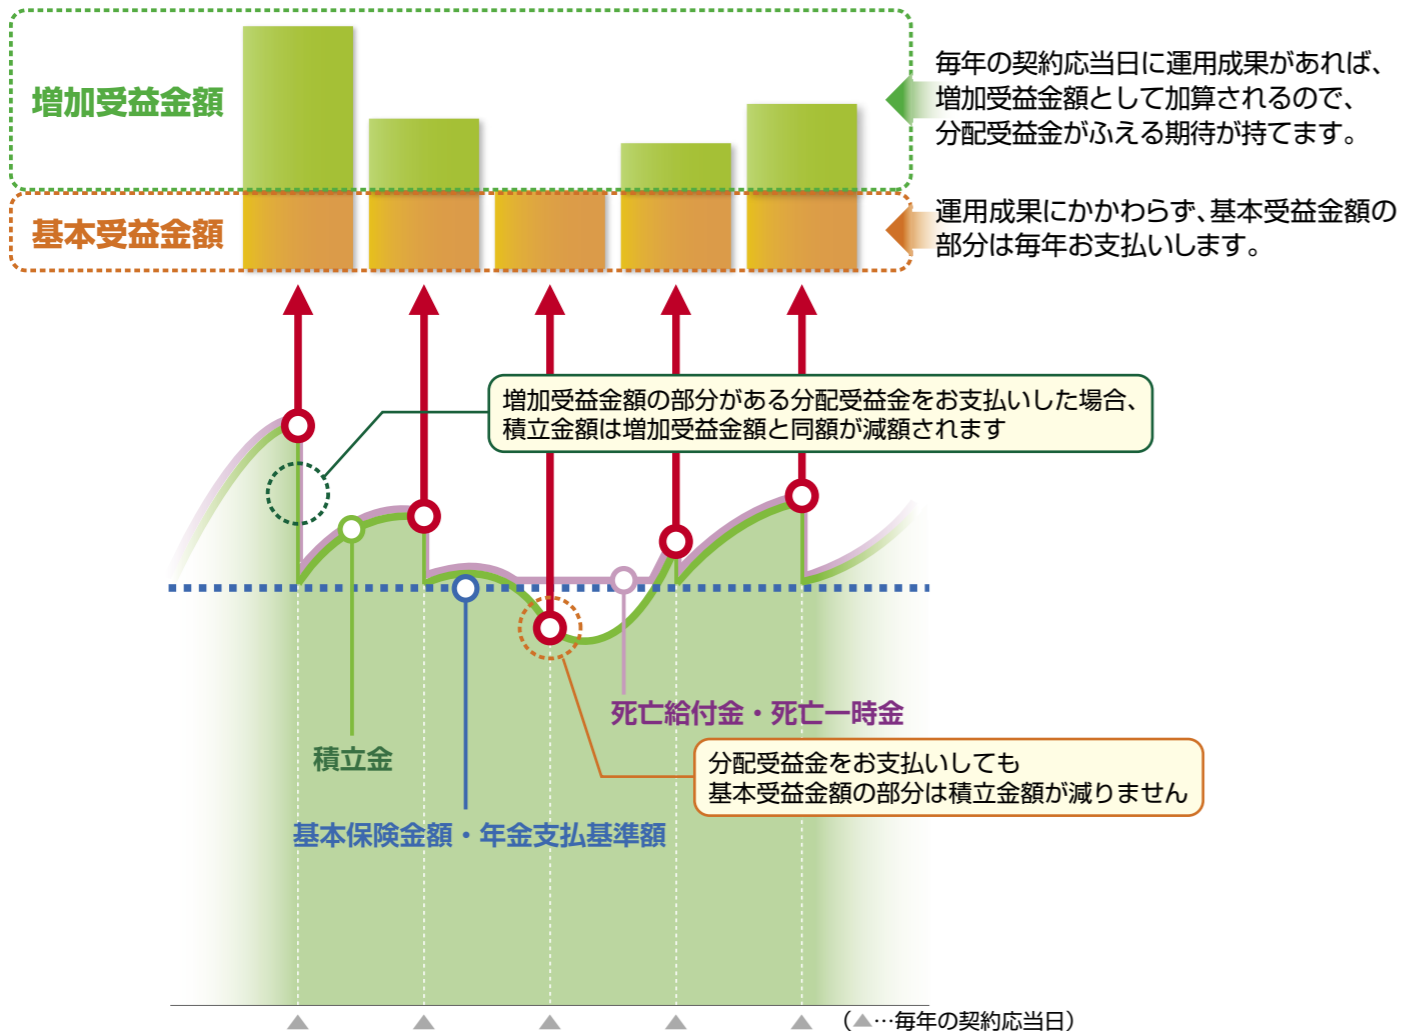 増加受益金額
毎年の契約応当日に運用成果があれば、
増加受益金額として加算されるので、
分配受益金がふえる期待が持てます。
基本受益金額
運用成果にかかわらず、基本受益金額の
部分は毎年お支払いします。
増加受益金額の部分がある分配受益金をお支払いした場合、
積立金額は増加受益金額と同額が減額されます
死亡給付金・死亡一時金
積立金
分配受益金をお支払いしても
基本受益金額の部分は積立金額が減りません
基本保険金額・年金支払基準額
(▲…毎年の契約応当日)